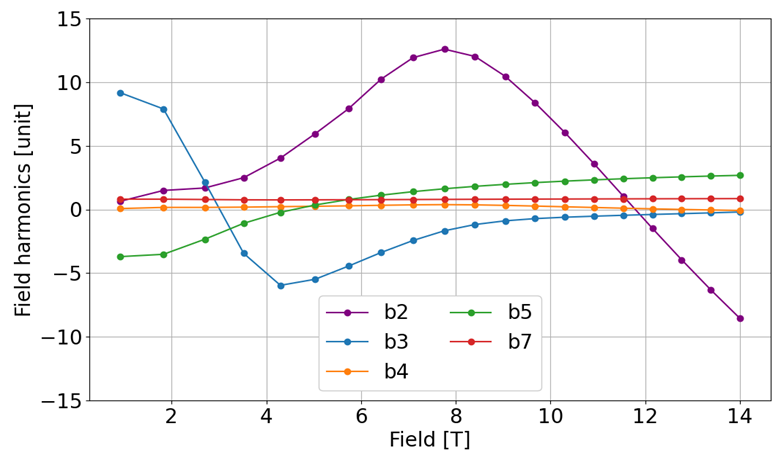 15
10
5
0
−5
−10
−15
Field harmonics [unit]
b2
b3
b4
b5
b7
2 4 6 8 10 12 14
Field [T]